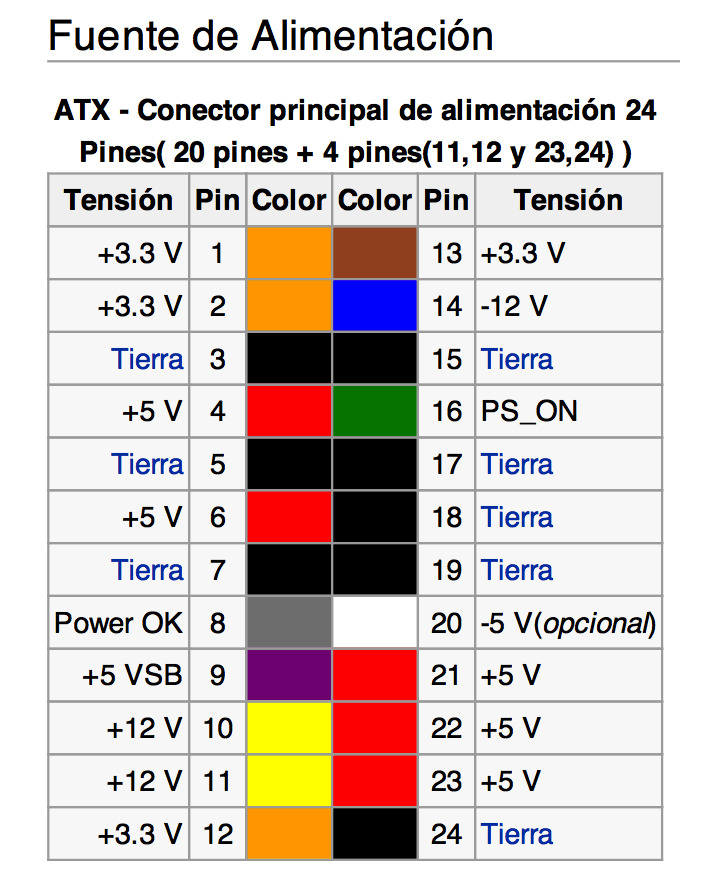 Fuente de Alimentación
ATX - Conector principal de alimentación 24
Pines( 20 pines + 4 pines(11,12 y 23,24) )
Tensión Pin Color Color Pin Tensión
+3.3 V 1 13 +3.3 V
+3.3 V 2 14 -12 V
Tierra 3 15 Tierra
+5 V 4 16 PS_ON
Tierra 5 17 Tierra
+5 V 6 18 Tierra
Tierra 7 19 Tierra
Power OK 8 20 -5 V(opcional)
+5 VSB 9 21 +5 V
+12 V 10 22 +5 V
+12 V 11 23 +5 V
+3.3 V 12 24 Tierra